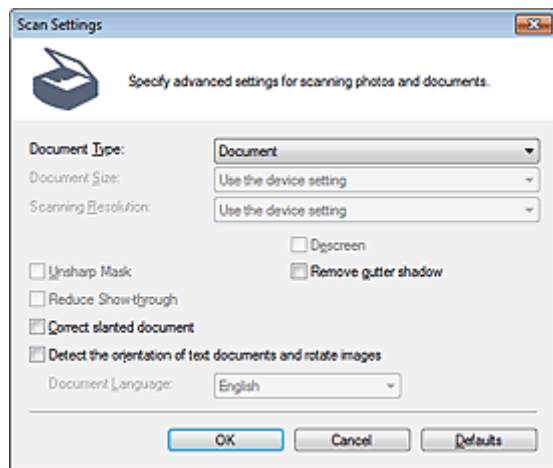 Scan Settings
Specify advanced settings for scanning photos and documents.
Document Type: Document
Document Size: Use the device setting
Scanning Resolution: Use the device setting
Descreen
Unsharp Mask Remove gutter shadow
Reduce Show-through
Correct slanted document
Detect the orientation of text documents and rotate images
Document Language: English
OK Cancel Defaults